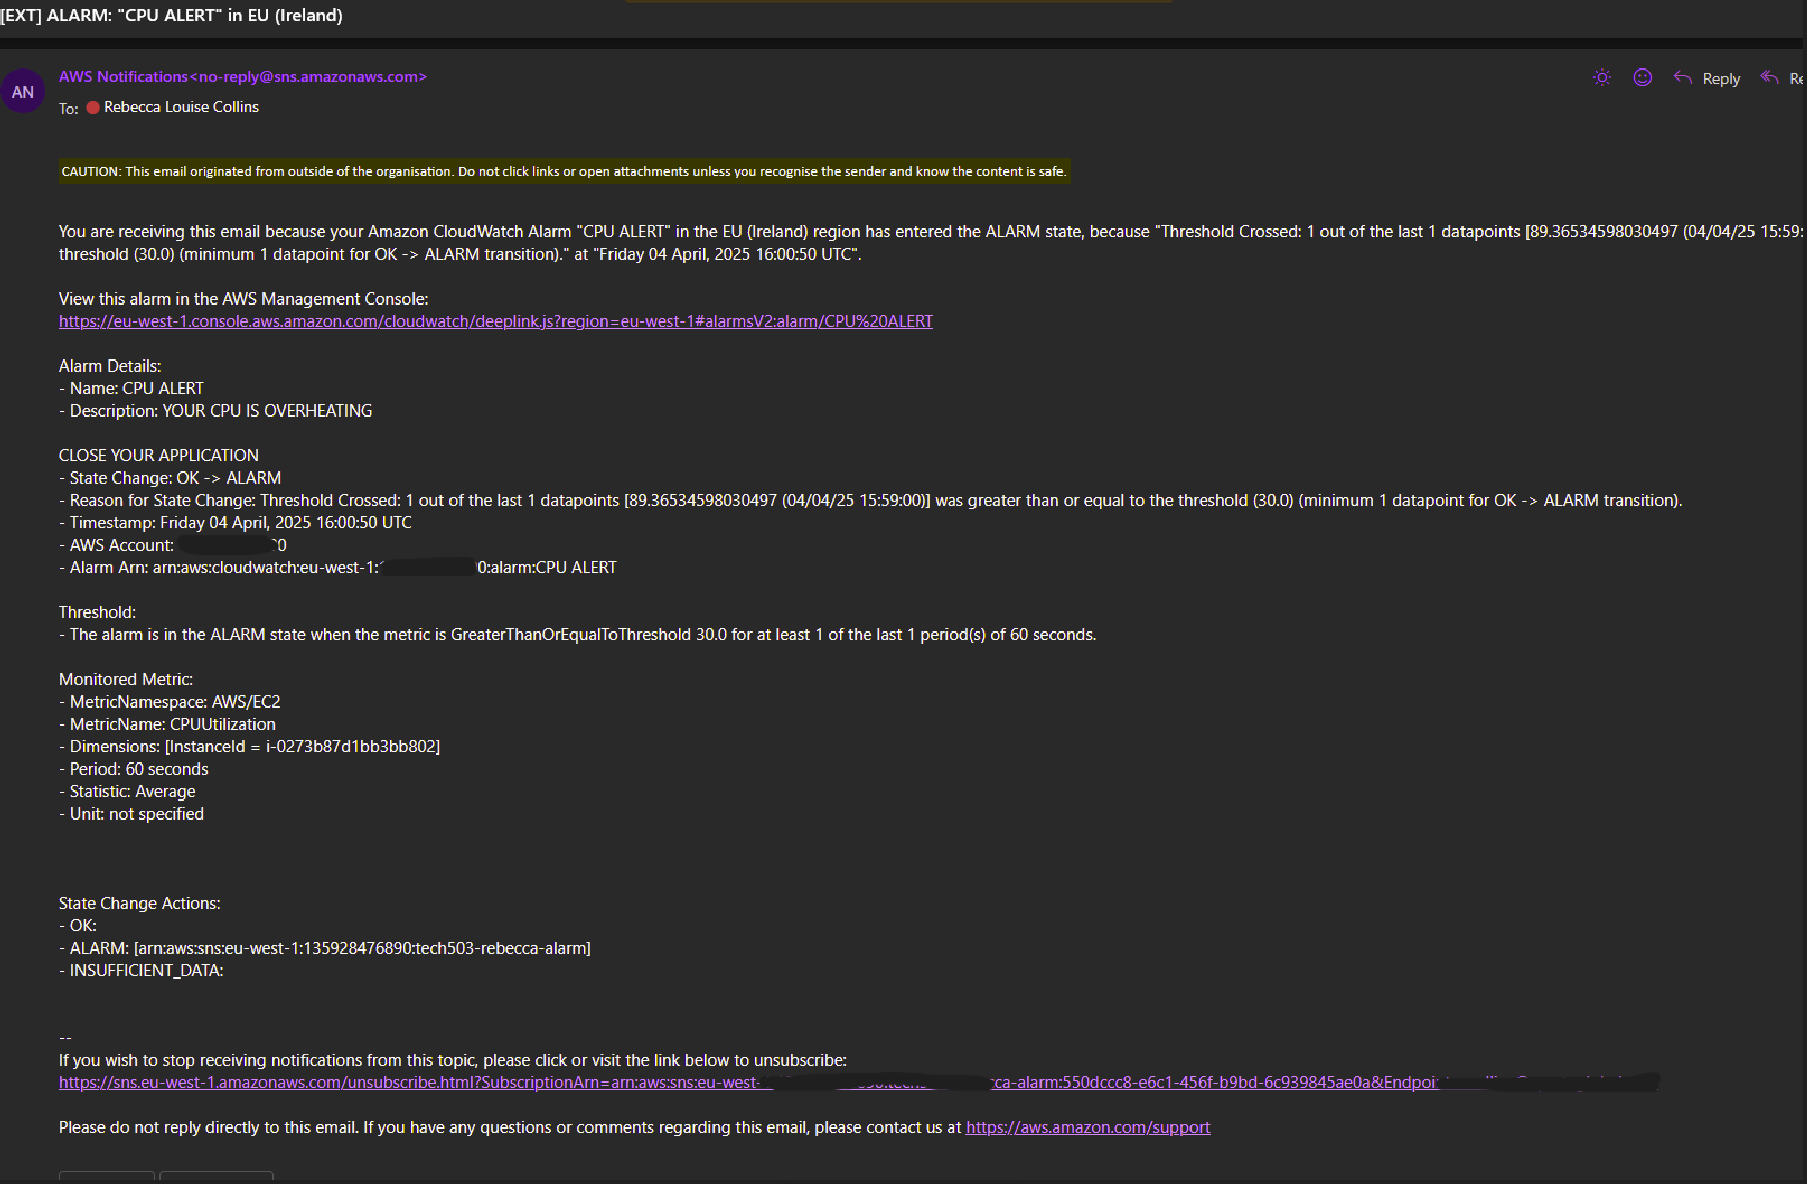 [EXT] ALARM: "CPU ALERT" in EU (Ireland)
AN
AWS Notifications<no-reply@sns.amazonaws.com>
Reply
Re
To: Rebecca Louise Collins
CAUTION: This email originated from outside of the organisation. Do not click links or open attachments unless you recognise the sender and know the content is safe.
You are receiving this email because your Amazon CloudWatch Alarm "CPU ALERT" in the EU (Ireland) region has entered the ALARM state, because "Threshold Crossed: 1 out of the last 1 datapoints [89.36534598030497 (04/04/25 15:59:
threshold (30.0) (minimum 1 datapoint for OK -> ALARM transition)." at "Friday 04 April, 2025 16:00:50 UTC".
View this alarm in the AWS Management Console:
https://eu-west-1.console.aws.amazon.com/cloudwatch/deeplink.js?region=eu-west-1#alarmsV2:alarm/CPU%20ALERT
Alarm Details:
- Name: CPU ALERT
- Description: YOUR CPU IS OVERHEATING
CLOSE YOUR APPLICATION
- State Change: OK -> ALARM
- Reason for State Change: Threshold Crossed: 1 out of the last 1 datapoints [89.36534598030497 (04/04/25 15:59:00)] was greater than or equal to the threshold (30.0) (minimum 1 datapoint for OK -> ALARM transition).
- Timestamp: Friday 04 April, 2025 16:00:50 UTC
- AWS Account: 0
- Alarm Arn: arn:aws:cloudwatch:eu-west-1: 0:alarm:CPU ALERT
Threshold:
- The alarm is in the ALARM state when the metric is GreaterThanOrEqualToThreshold 30.0 for at least 1 of the last 1 period(s) of 60 seconds.
Monitored Metric:
- MetricNamespace: AWS/EC2
- MetricName: CPUUtilization
- Dimensions: [InstanceId = i-0273b87d1bb3bb802]
- Period: 60 seconds
- Statistic: Average
- Unit: not specified
State Change Actions:
- OK:
- ALARM: [arn:aws:sns:eu-west-1:135928476890:tech503-rebecca-alarm]
- INSUFFICIENT_DATA:
--
If you wish to stop receiving notifications from this topic, please click or visit the link below to unsubscribe:
https://sns.eu-west-1.amazonaws.com/unsubscribe.html?SubscriptionArn=arn:aws:sns:eu-west- ca-alarm:550dccc8-e6c1-456f-b9bd-6c939845ae0a&Endpoi
Please do not reply directly to this email. If you have any questions or comments regarding this email, please contact us at https://aws.amazon.com/support